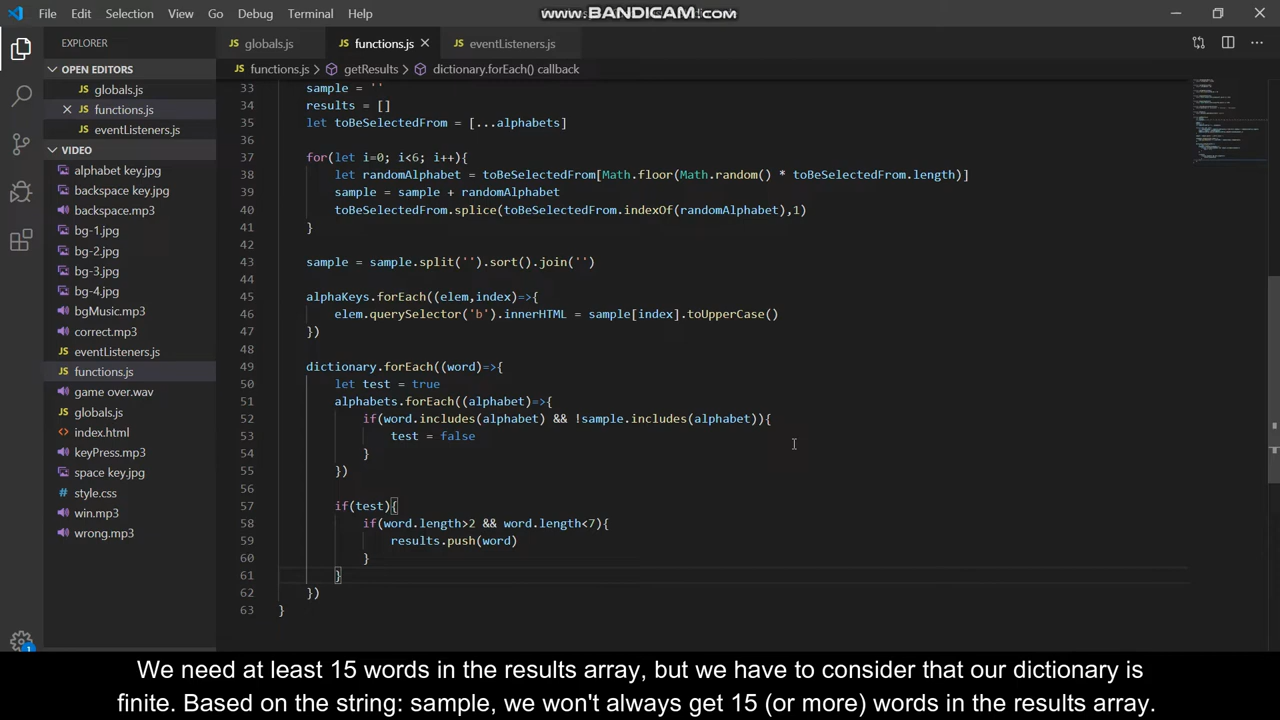 File Edit Selection View Go Debug Terminal Help
www.BANDICAM.com
EXPLORER
OPEN EDITORS
JS globals.js
JS functions.js
JS eventListeners.js
VIDEO
alphabet key.jpg
backspace key.jpg
backspace.mp3
bg-1.jpg
bg-2.jpg
bg-3.jpg
bg-4.jpg
bgMusic.mp3
correct.mp3
JS eventListeners.js
JS functions.js
game over.wav
JS globals.js
<> index.html
keyPress.mp3
space key.jpg
# style.css
win.mp3
wrong.mp3
1
JS globals.js JS functions.js JS eventListeners.js
JS functions.js > getResults > dictionary.forEach() callback
33 sample = ''
34 results = []
35 let toBeSelectedFrom = [...alphabets]
36
37 for(let i=0; i<6; i++){
38 let randomAlphabet = toBeSelectedFrom[Math.floor(Math.random() * toBeSelectedFrom.length)]
39 sample = sample + randomAlphabet
40 toBeSelectedFrom.splice(toBeSelectedFrom.indexOf(randomAlphabet),1)
41 }
42
43 sample = sample.split('').sort().join('')
44
45 alphaKeys.forEach((elem,index)=>{
46 elem.querySelector('b').innerHTML = sample[index].toUpperCase()
47 })
48
49 dictionary.forEach((word)=>{
50 let test = true
51 alphabets.forEach((alphabet)=>{
52 if(word.includes(alphabet) && !sample.includes(alphabet)){
53 test = false
54 }
55 })
56
57 if(test){
58 if(word.length>2 && word.length<7){
59 results.push(word)
60 }
61 }
62 })
63 }
We need at least 15 words in the results array, but we have to consider that our dictionary is
finite. Based on the string: sample, we won't always get 15 (or more) words in the results array.